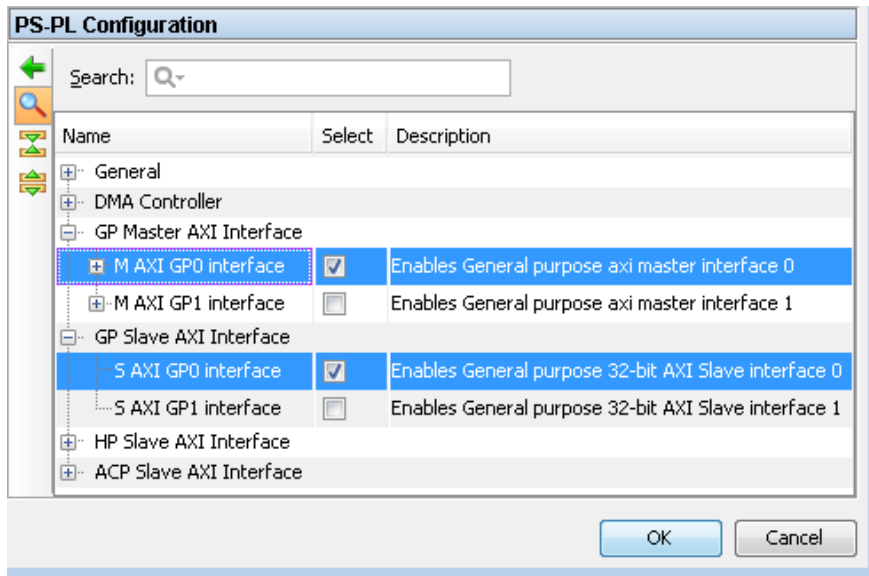 PS-PL Configuration
Search:
Name Select Description
General
DMA Controller
GP Master AXI Interface
M AXI GP0 interface Enables General purpose axi master interface 0
M AXI GP1 interface Enables General purpose axi master interface 1
GP Slave AXI Interface
S AXI GP0 interface Enables General purpose 32-bit AXI Slave interface 0
S AXI GP1 interface Enables General purpose 32-bit AXI Slave interface 1
HP Slave AXI Interface
ACP Slave AXI Interface
OK Cancel